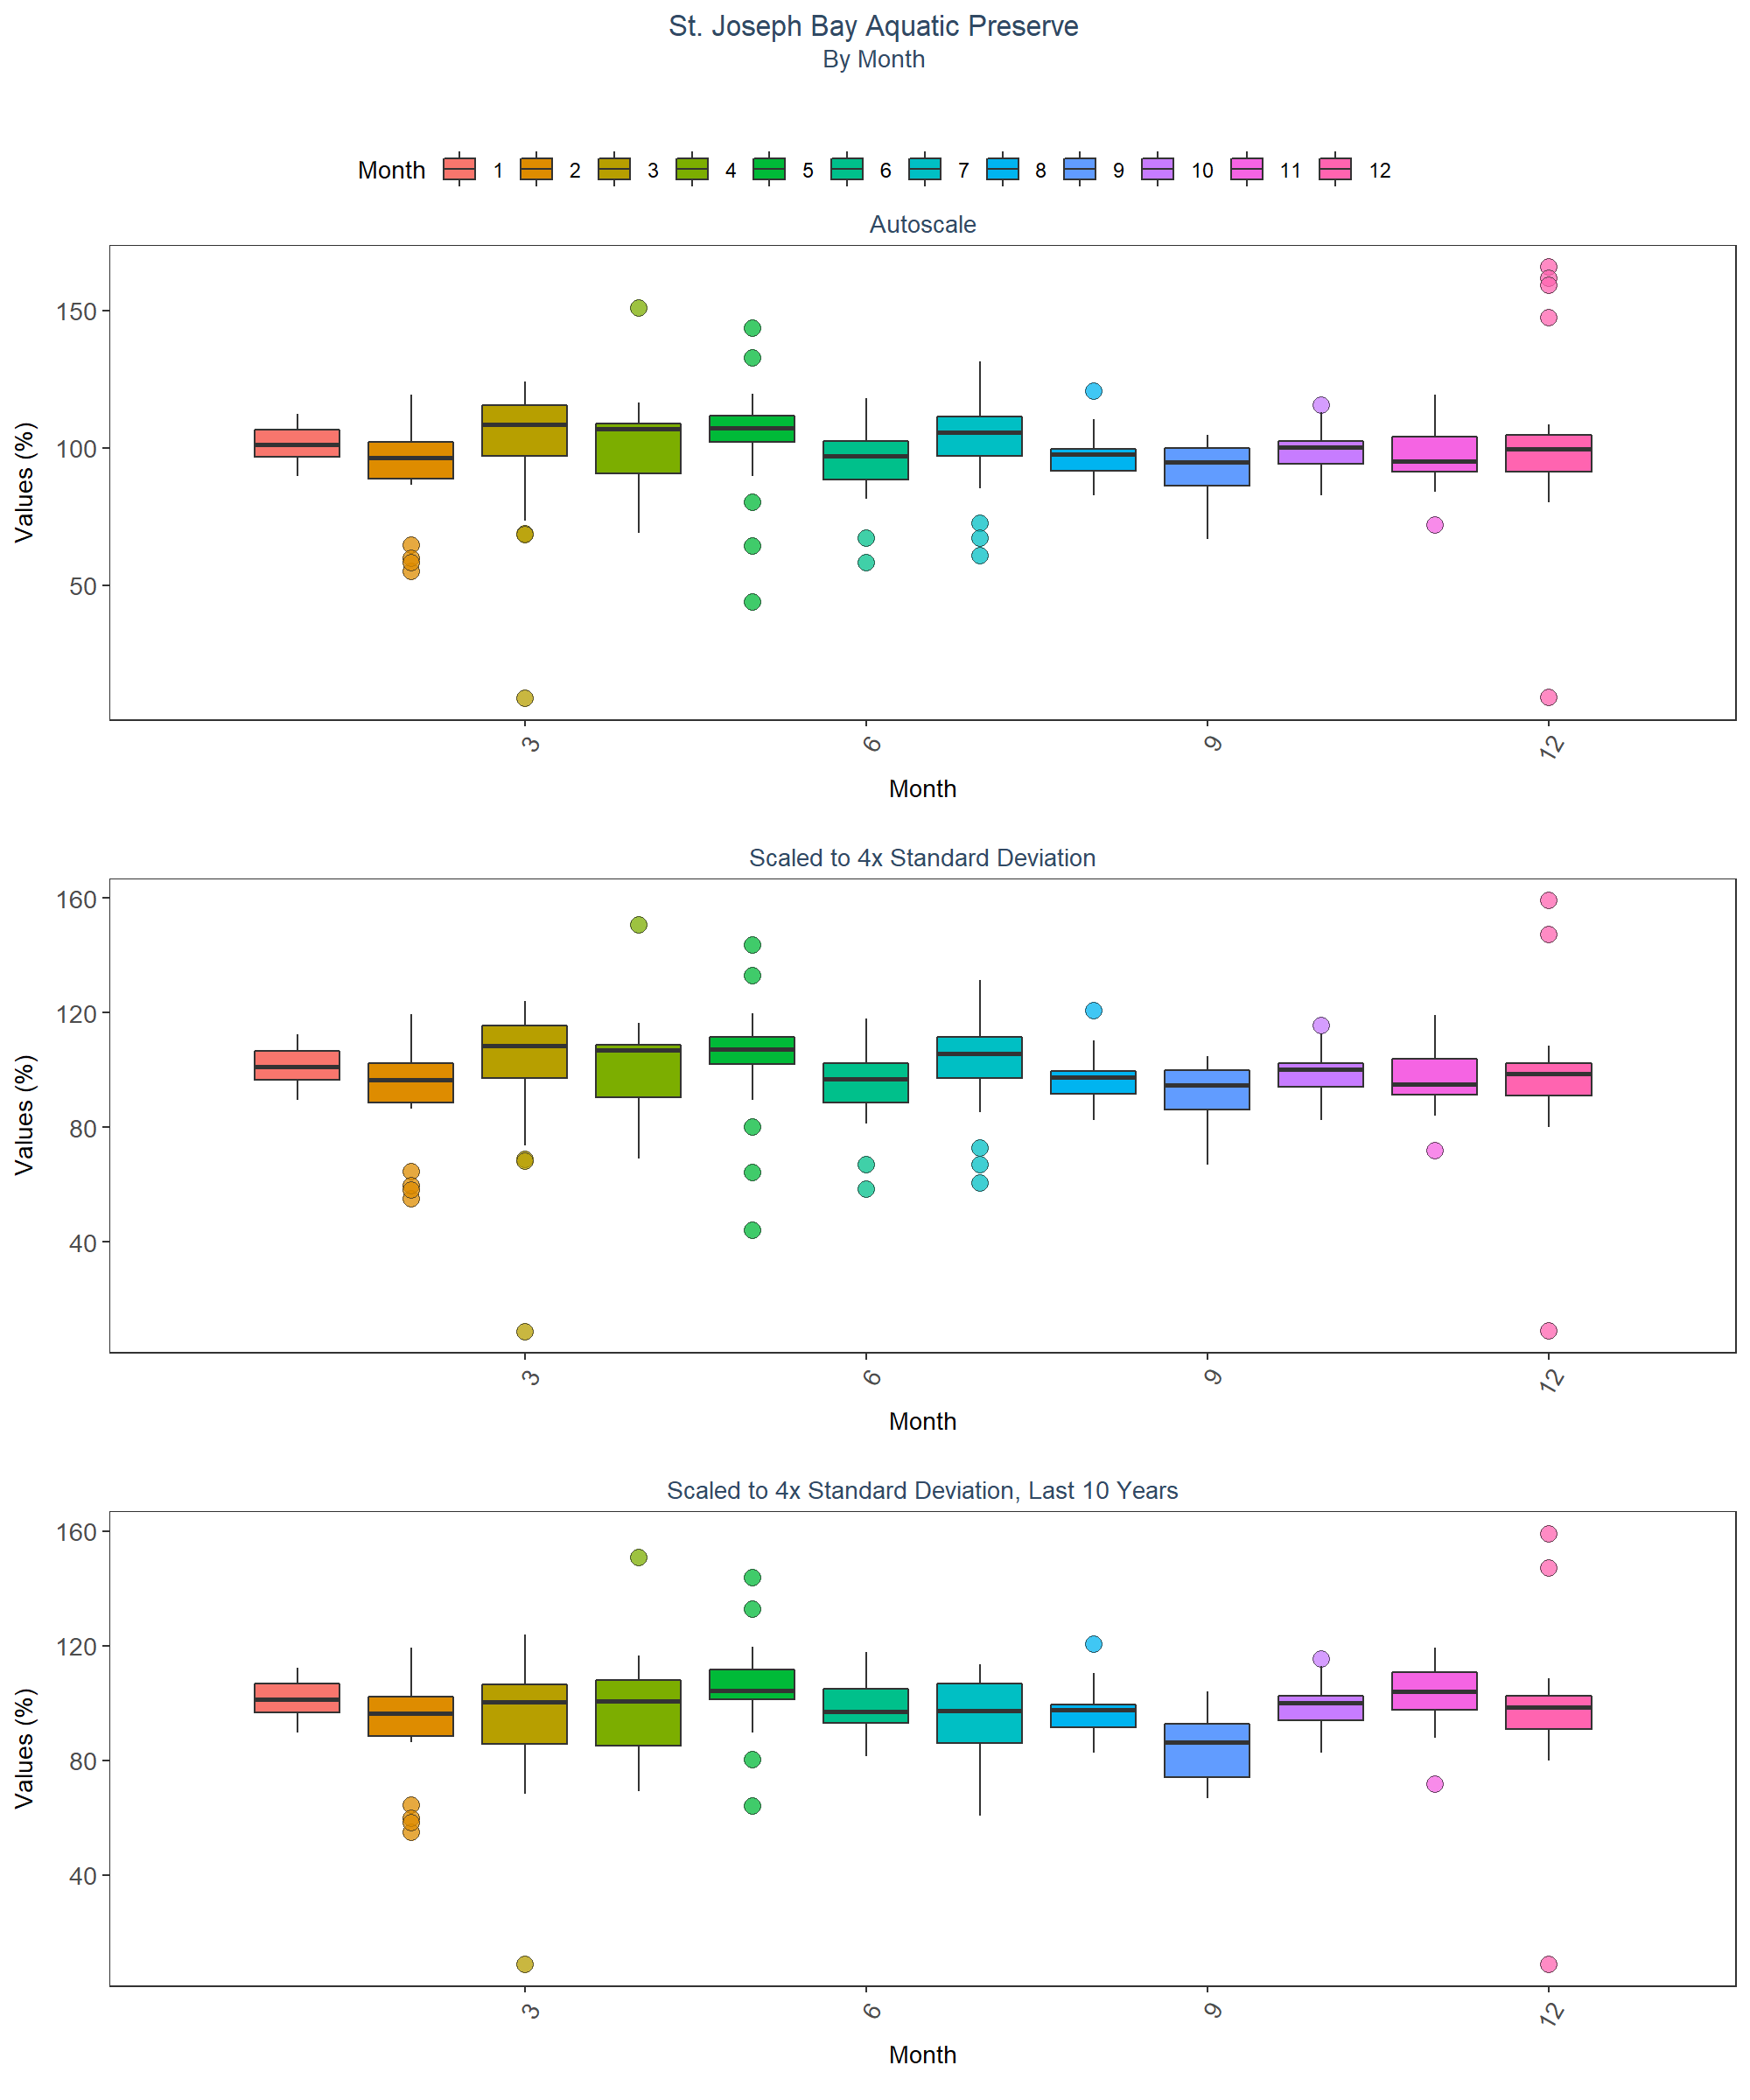 St. Joseph Bay Aquatic Preserve
By Month
Month 1 2 3 4 5 6 7 8 9 10 11 12
Autoscale
150
100
50
Values (%)
3 6 9 12
Month
Scaled to 4x Standard Deviation
160
120
80
40
Values (%)
3 6 9 12
Month
Scaled to 4x Standard Deviation, Last 10 Years
160
120
80
40
Values (%)
3 6 9 12
Month